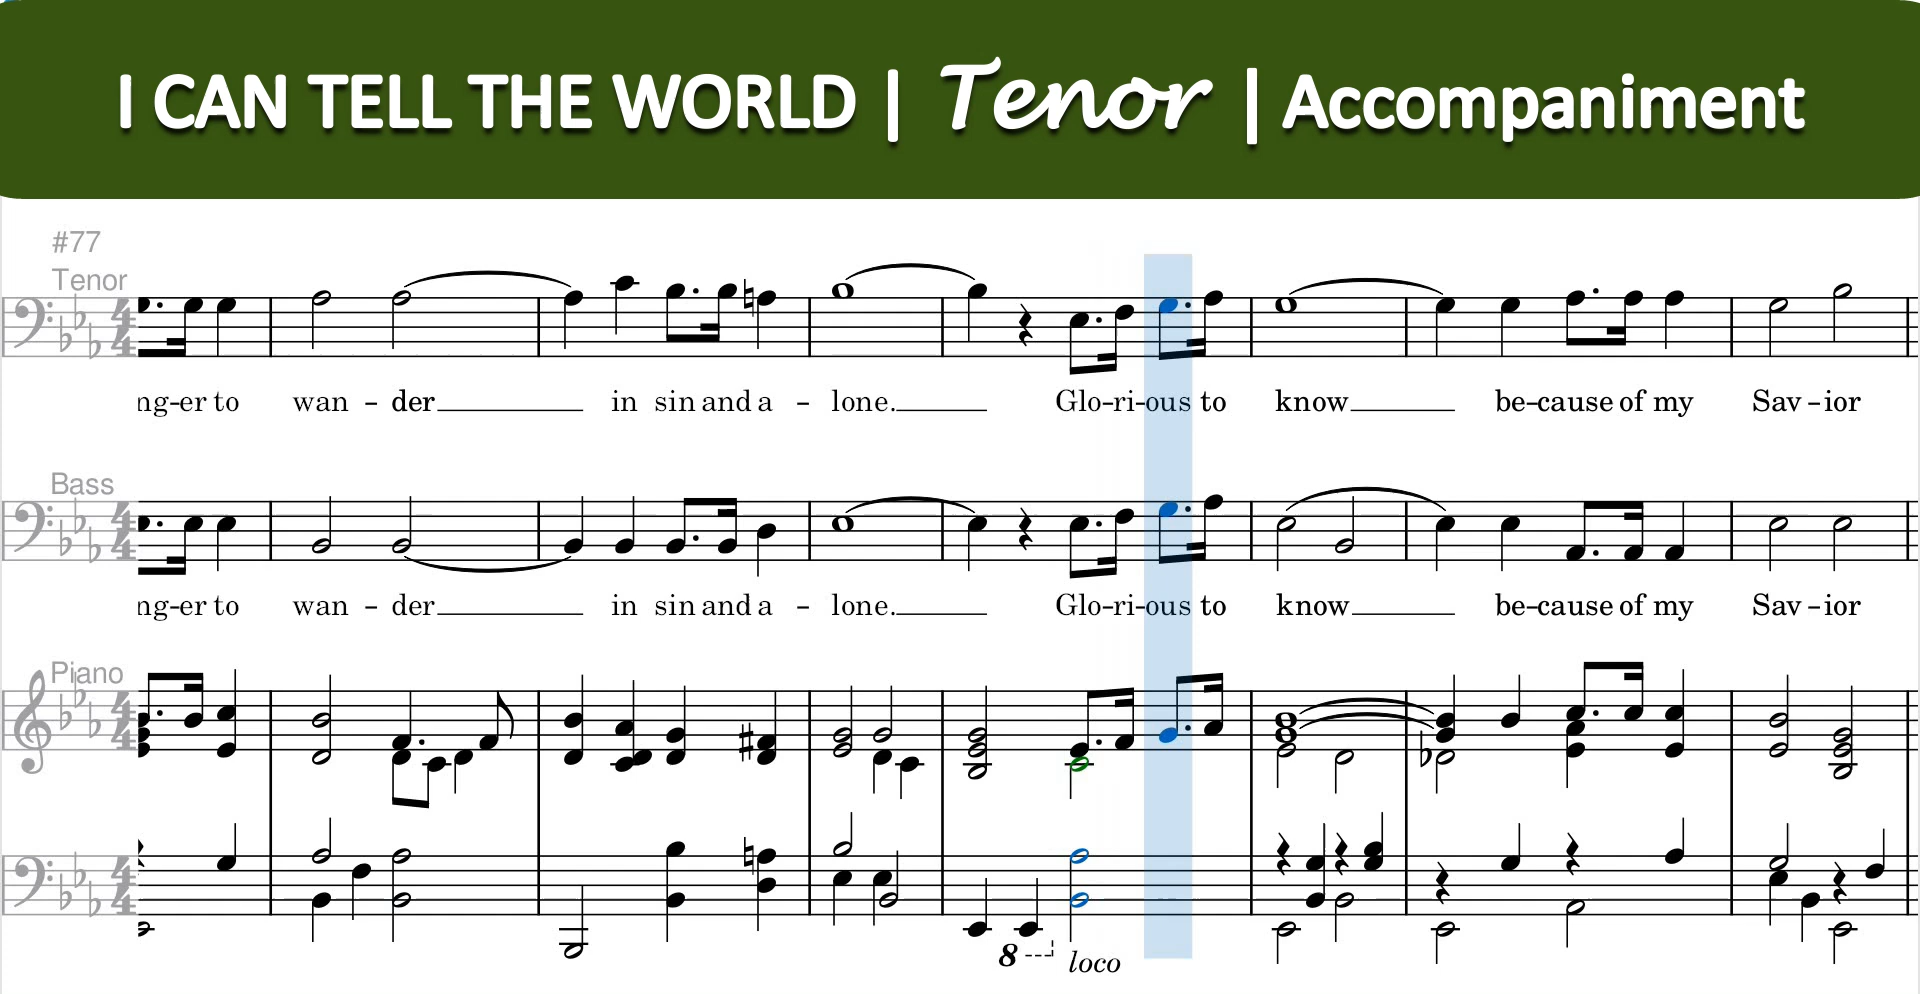 I CAN TELL THE WORLD | Tenor | Accompaniment
#77
Tenor
ng-er to wan - der in sin and a - lone. Glo-ri-ous to know be-cause of my Sav-ior
Bass
ng-er to wan - der in sin and a - lone. Glo-ri-ous to know be-cause of my Sav-ior
Piano
8 loco